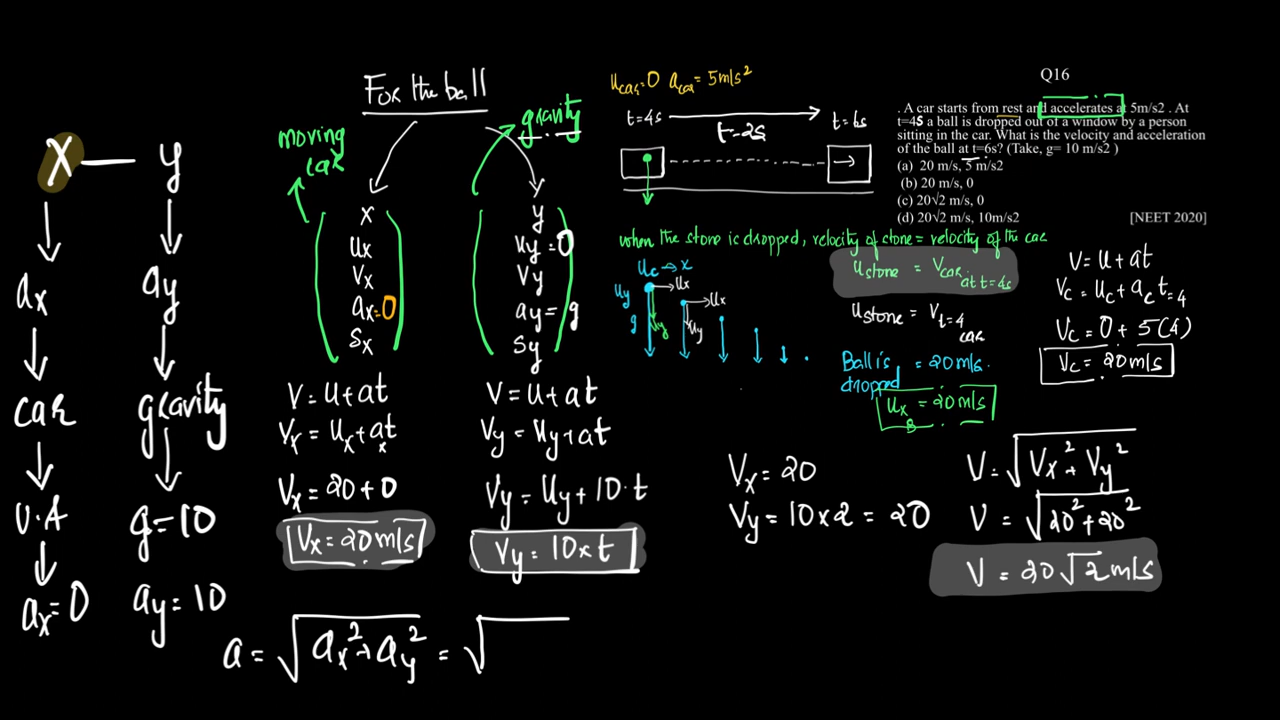 Q16
. A car starts from rest and accelerates at 5m/s2 . At
t=4s a ball is dropped out of a window by a person
sitting in the car. What is the velocity and acceleration
of the ball at t=6s? (Take, g= 10 m/s2 )
(a) 20 m/s, 5 m/s2
(b) 20 m/s, 0
(c) 20√2 m/s, 0
(d) 20√2 m/s, 10m/s2
[NEET 2020]
X — y
ax
car
U.A
ax=0
ay
gravity
g=10
ay=10
For the ball
moving
car
gravity
x
ux
Vx
ax=0
Sx
y
uy=0
Vy
ay=g
Sy
V=u+at
Vx=ux+axt
Vx=20+0
Vx=20m/s
V=u+at
Vy=uy+at
Vy=uy+10.t
Vy=10×t
a=√ax²+ay² = √
ucar=0 acar=5m/s²
t=4s
t=2s
t=6s
when the stone is dropped, velocity of stone = velocity of the car
uc→x
ux
uy
g
vy
ux
uy
ustone = Vcar at t=4s
ustone = Vt=4 car
Ball is dropped = 20m/s.
ux B = 20m/s
V=u+at
Vc=uc+ac t=4
Vc=0+5(4)
Vc=20m/s
Vx=20
Vy=10×2=20
V=√Vx²+Vy²
V=√20²+20²
V=20√2m/s